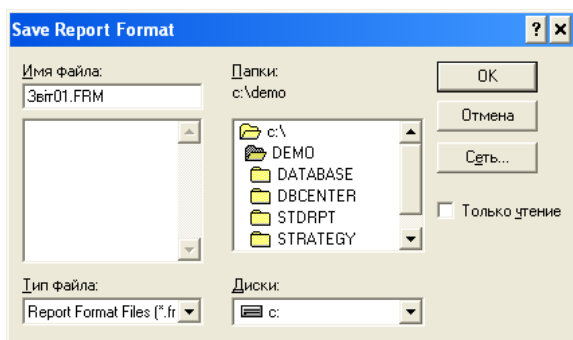 Save Report Format
Имя файла:
Звіт01.FRM
Папки:
c:\demo
c:\
DEMO
DATABASE
DBCENTER
STDRPT
STRATEGY
OK
Отмена
Сеть...
Только чтение
Тип файла:
Report Format Files (*.fr
Диски:
c: